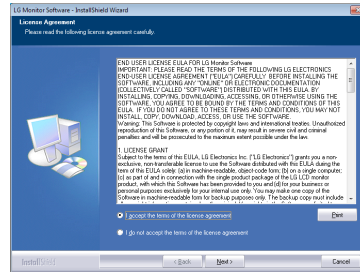 LG Monitor Software - InstallShield Wizard
License Agreement
Please read the following license agreement carefully.
END USER LICENSE EULA FOR LG Monitor Software
IMPORTANT: PLEASE READ THE TERMS OF THE FOLLOWING LG ELECTRONICS
END-USER LICENSE AGREEMENT ("EULA") CAREFULLY. BEFORE INSTALLING THE
SOFTWARE, INCLUDING ANY "ONLINE" OR ELECTRONIC DOCUMENTATION
(COLLECTIVELY CALLED "SOFTWARE") DISTRIBUTED WITH THIS EULA. BY
INSTALLING, COPYING, DOWNLOADING, ACCESSING, OR OTHERWISE USING THE
SOFTWARE, YOU AGREE TO BE BOUND BY THE TERMS AND CONDITIONS OF THIS
EULA. IF YOU DO NOT AGREE TO THESE TERMS AND CONDITIONS, YOU MAY NOT
INSTALL, COPY, DOWNLOAD, ACCESS, OR USE THE SOFTWARE.
Warning: This Software is protected by copyright laws and international treaties. Unauthorized
reproduction of this Software, or any portion of it, may result in severe civil and criminal
penalties and will be prosecuted to the maximum extent possible under the law.
1. LICENSE GRANT
Subject to the terms of this EULA, LG Electronics Inc. ("LG Electronics") grants you a non-
exclusive, non-transferable license to use the Software distributed with this EULA during the
term of this EULA solely: (a) in machine-readable, object-code form; (b) on a single computer;
(c) as part of and in connection with the single product package of the LG LCD monitor
product, with which the Software has been provided to you and (d) for your business or
personal purposes exclusively for your internal use only. You may make one copy of the
Software in machine-readable form for backup purposes only. The backup copy must include
I accept the terms of the license agreement
Print
I do not accept the terms of the license agreement
InstallShield
< Back
Next >
Cancel